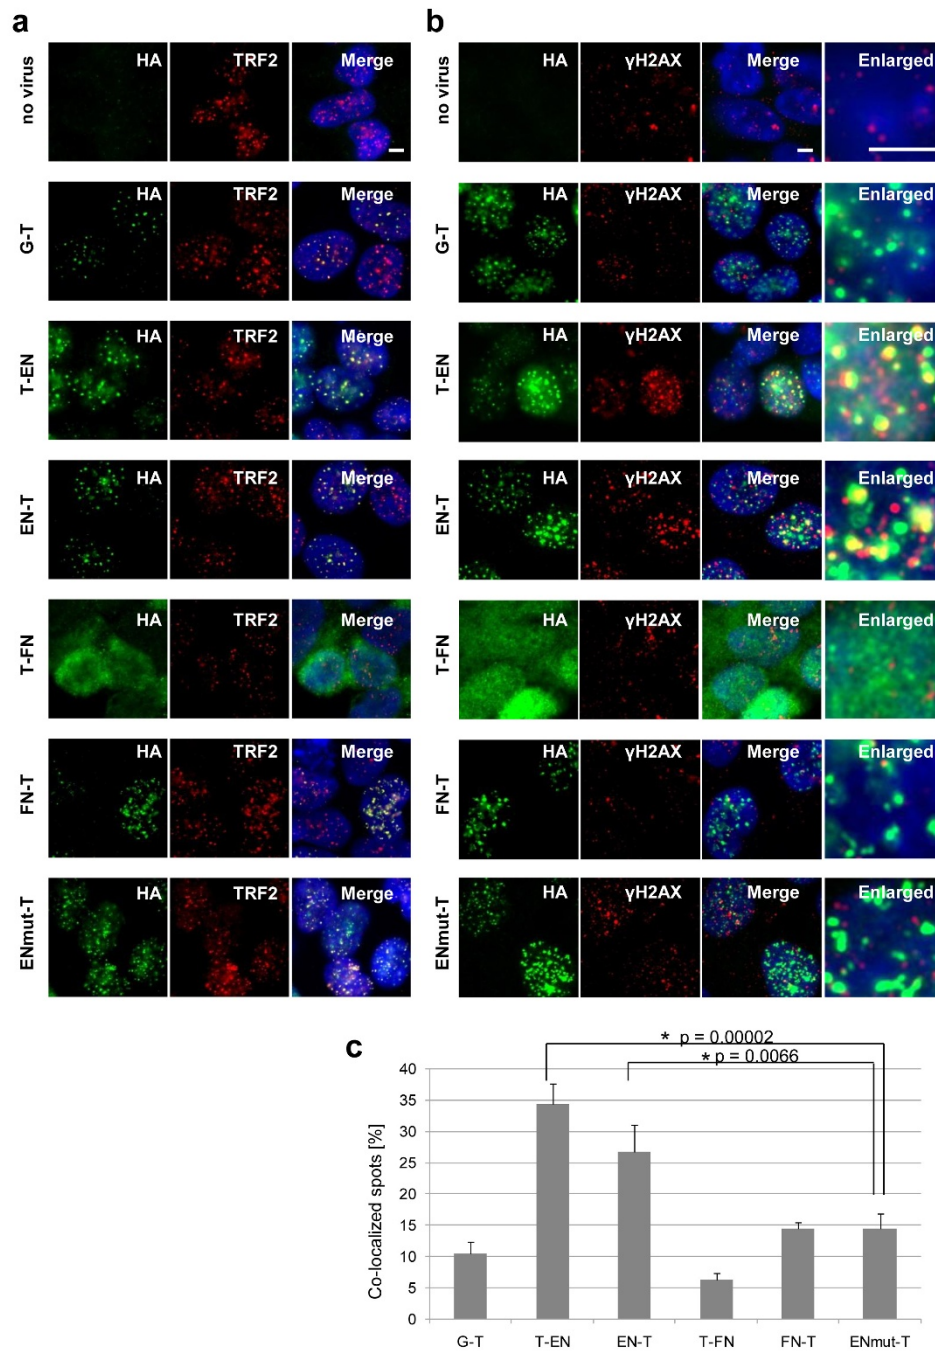 a
b
no virus
HA TRF2 Merge
HA γH2AX Merge Enlarged
G-T
HA TRF2 Merge
G-T
HA γH2AX Merge Enlarged
T-EN
HA TRF2 Merge
T-EN
HA γH2AX Merge Enlarged
EN-T
HA TRF2 Merge
EN-T
HA γH2AX Merge Enlarged
T-FN
HA TRF2 Merge
T-FN
HA γH2AX Merge Enlarged
FN-T
HA TRF2 Merge
FN-T
HA γH2AX Merge Enlarged
ENmut-T
HA TRF2 Merge
ENmut-T
HA γH2AX Merge Enlarged
no virus
c
* p = 0.00002
* p = 0.0066
Co-localized spots [%]
40
35
30
25
20
15
10
5
0
G-T T-EN EN-T T-FN FN-T ENmut-T